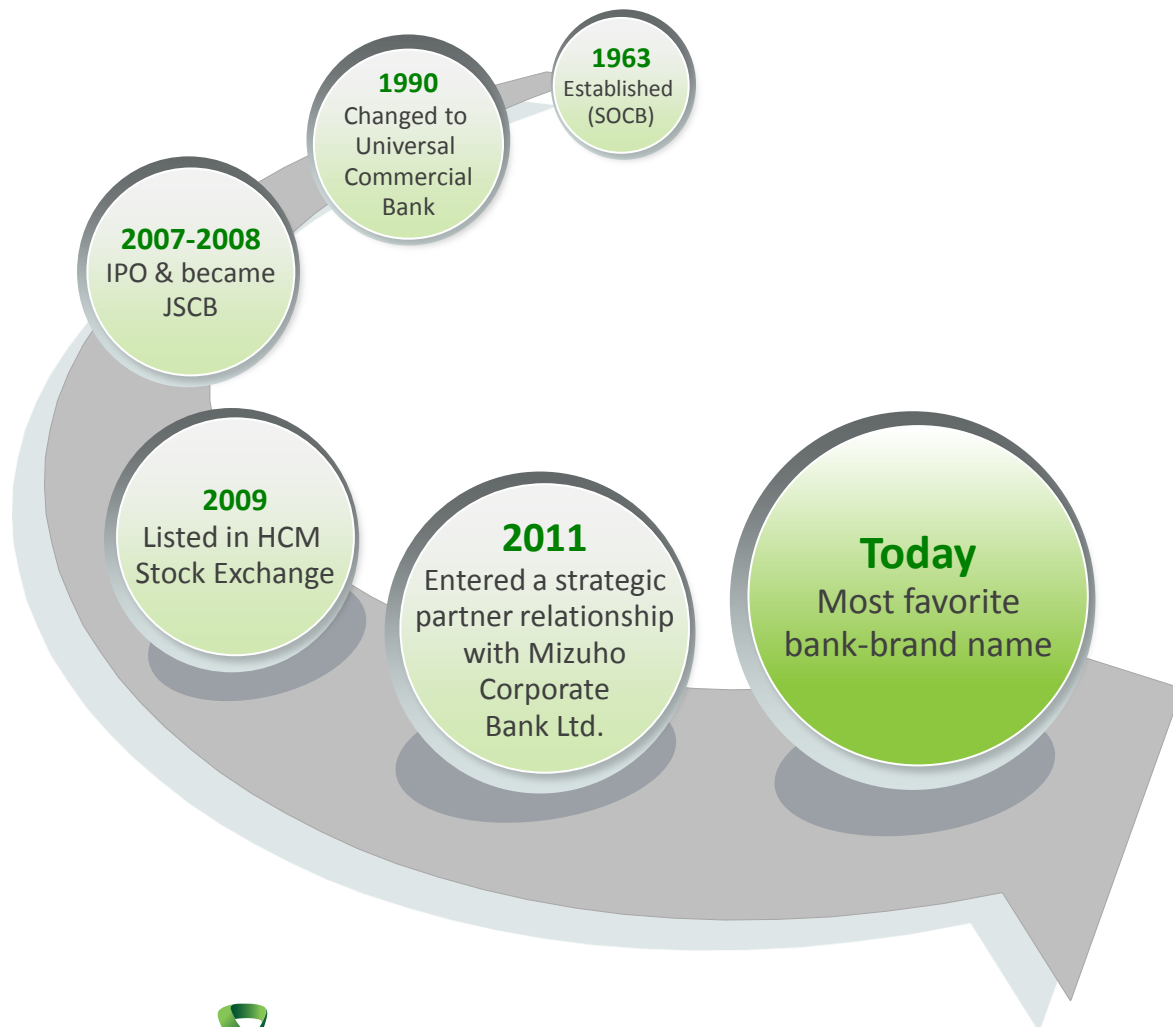 1963
Established
(SOCB)
1990
Changed to
Universal
Commercial
Bank
2007-2008
IPO & became
JSCB
2009
Listed in HCM
Stock Exchange
2011
Entered a strategic
partner relationship
with Mizuho
Corporate
Bank Ltd.
Today
Most favorite
bank-brand name